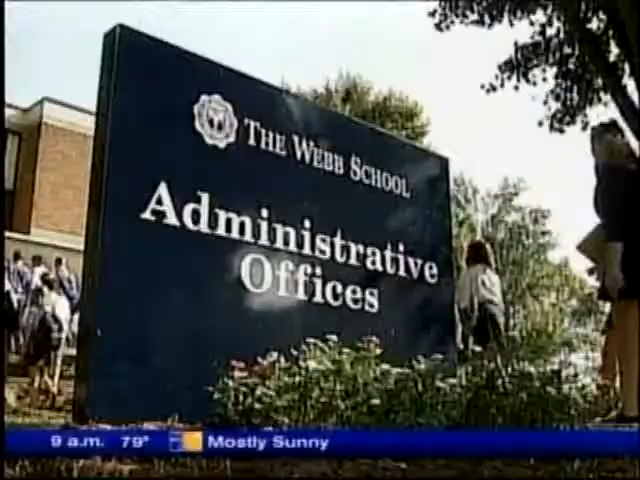 The Webb School
Administrative
Offices
9 a.m. 79° Mostly Sunny